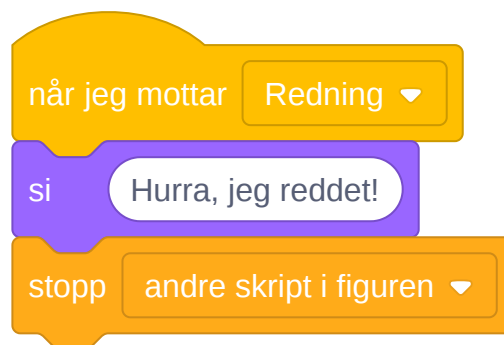 når jeg mottar Redning
si Hurra, jeg reddet!
stopp andre skript i figuren